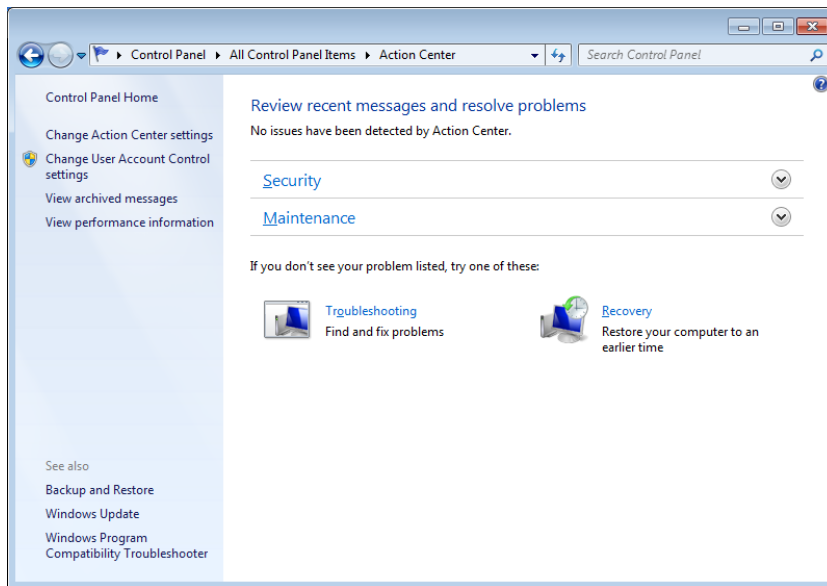 Control Panel
All Control Panel Items
Action Center
Search Control Panel
Control Panel Home
Change Action Center settings
Change User Account Control
settings
View archived messages
View performance information
See also
Backup and Restore
Windows Update
Windows Program
Compatibility Troubleshooter
Review recent messages and resolve problems
No issues have been detected by Action Center.
Security
Maintenance
If you don't see your problem listed, try one of these:
Troubleshooting
Find and fix problems
Recovery
Restore your computer to an
earlier time